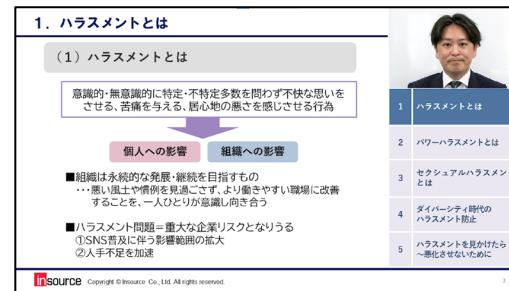 1．ハラスメントとは
（1）ハラスメントとは
意識的・無意識的に特定・不特定多数を問わず不快な思いを
させる、苦痛を与える、居心地の悪さを感じさせる行為
個人への影響
組織への影響
■組織は永続的な発展・継続を目指すもの
･･･悪い風土や慣例を見過ごさず、より働きやすい職場に改善
することを、一人ひとりが意識し向き合う
■ハラスメント問題＝重大な企業リスクとなりうる
①SNS普及に伴う影響範囲の拡大
②人手不足を加速
insource Copyright © Insource Co., Ltd. All rights reserved.
3
1 ハラスメントとは
2 パワーハラスメントとは
3 セクシュアルハラスメン
とは
4 ダイバーシティ時代の
ハラスメント防止
5 ハラスメントを見かけたら
～悪化させないために